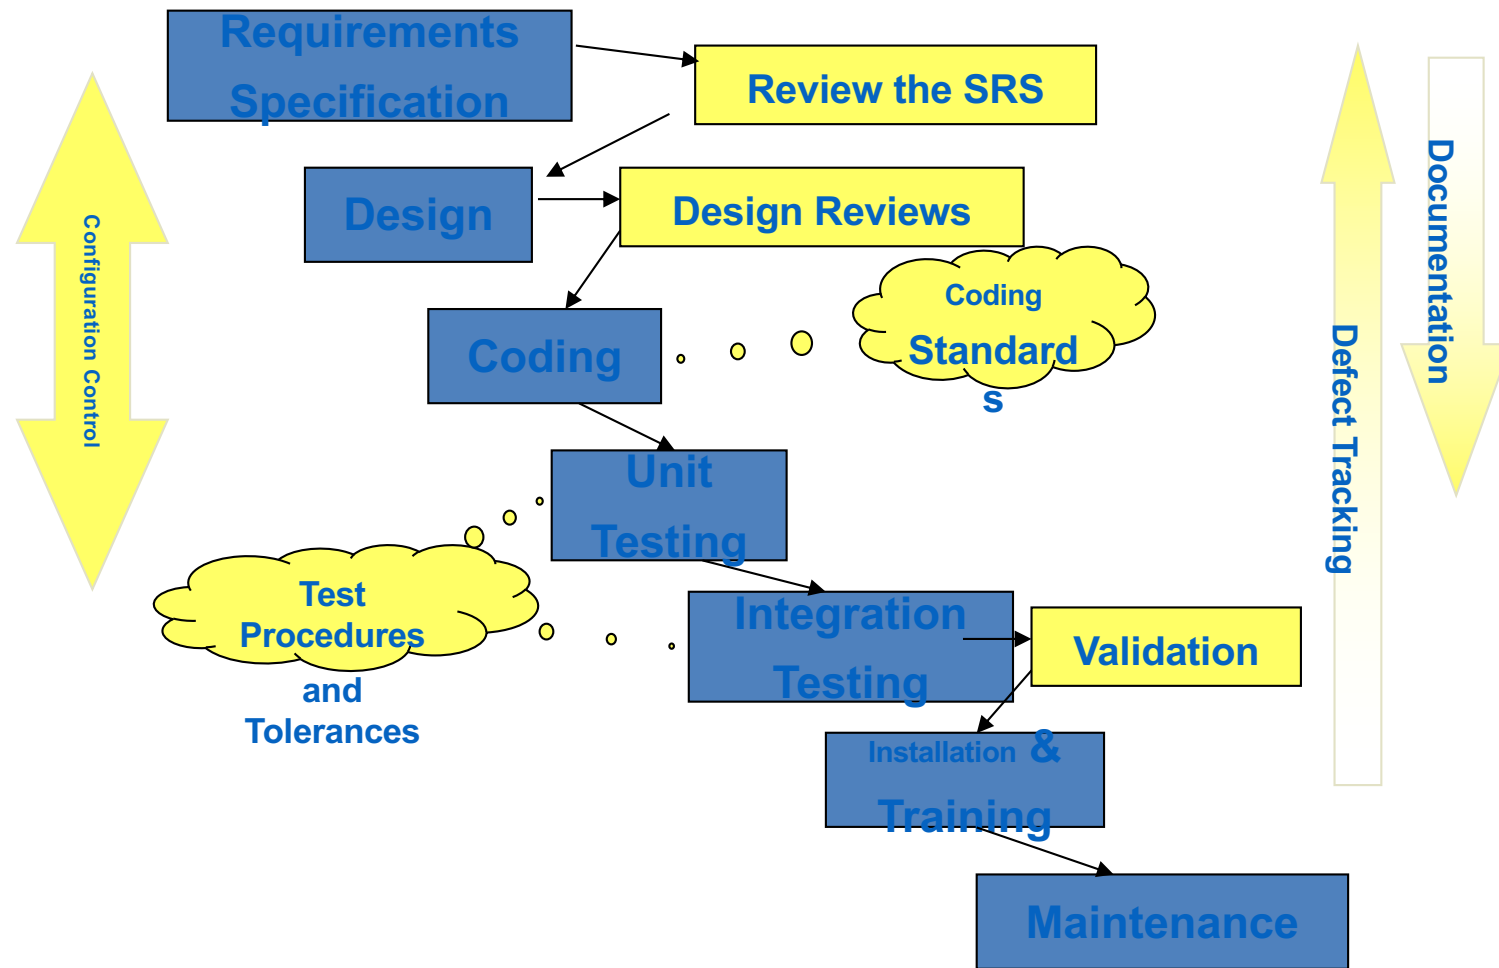 Requirements
Specification
Review the SRS
Design
Design Reviews
Coding
Standard
s
Coding
Unit
Testing
Test
Procedures
and
Tolerances
Integration
Testing
Validation
Installation &
Training
Maintenance
Configuration Control
Defect Tracking
Documentation